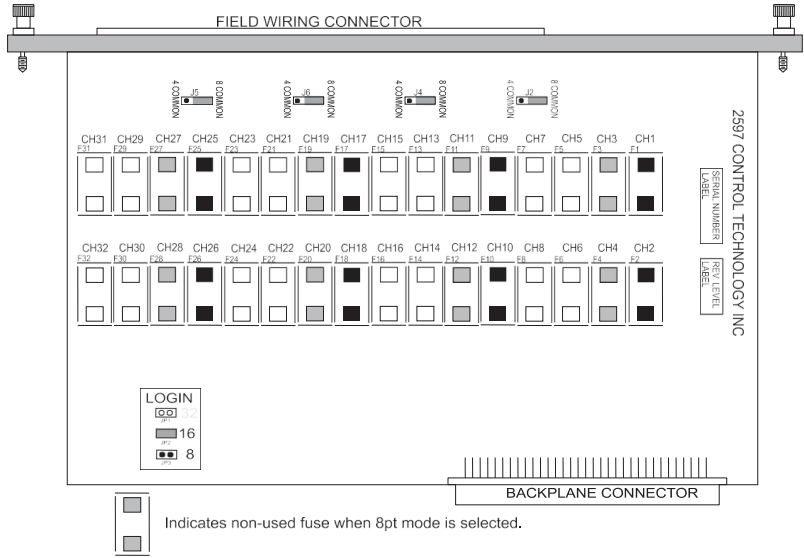 FIELD WIRING CONNECTOR
4 COMMON J5 8 COMMON
4 COMMON J6 8 COMMON
4 COMMON J4 8 COMMON
4 COMMON J2 8 COMMON
CH31 CH29 CH27 CH25 CH23 CH21 CH19 CH17 CH15 CH13 CH11 CH9 CH7 CH5 CH3 CH1
F31 F29 F27 F25 F23 F21 F19 F17 F15 F13 F11 F9 F7 F5 F3 F1
CH32 CH30 CH28 CH26 CH24 CH22 CH20 CH18 CH16 CH14 CH12 CH10 CH8 CH6 CH4 CH2
F32 F30 F28 F26 F24 F22 F20 F18 F16 F14 F12 F10 F8 F6 F4 F2
SERIAL NUMBER
LABEL
REV. LEVEL
LABEL
2597 CONTROL TECHNOLOGY INC
LOGIN
32
JP1
16
JP2
8
JP3
BACKPLANE CONNECTOR
Indicates non-used fuse when 8pt mode is selected.